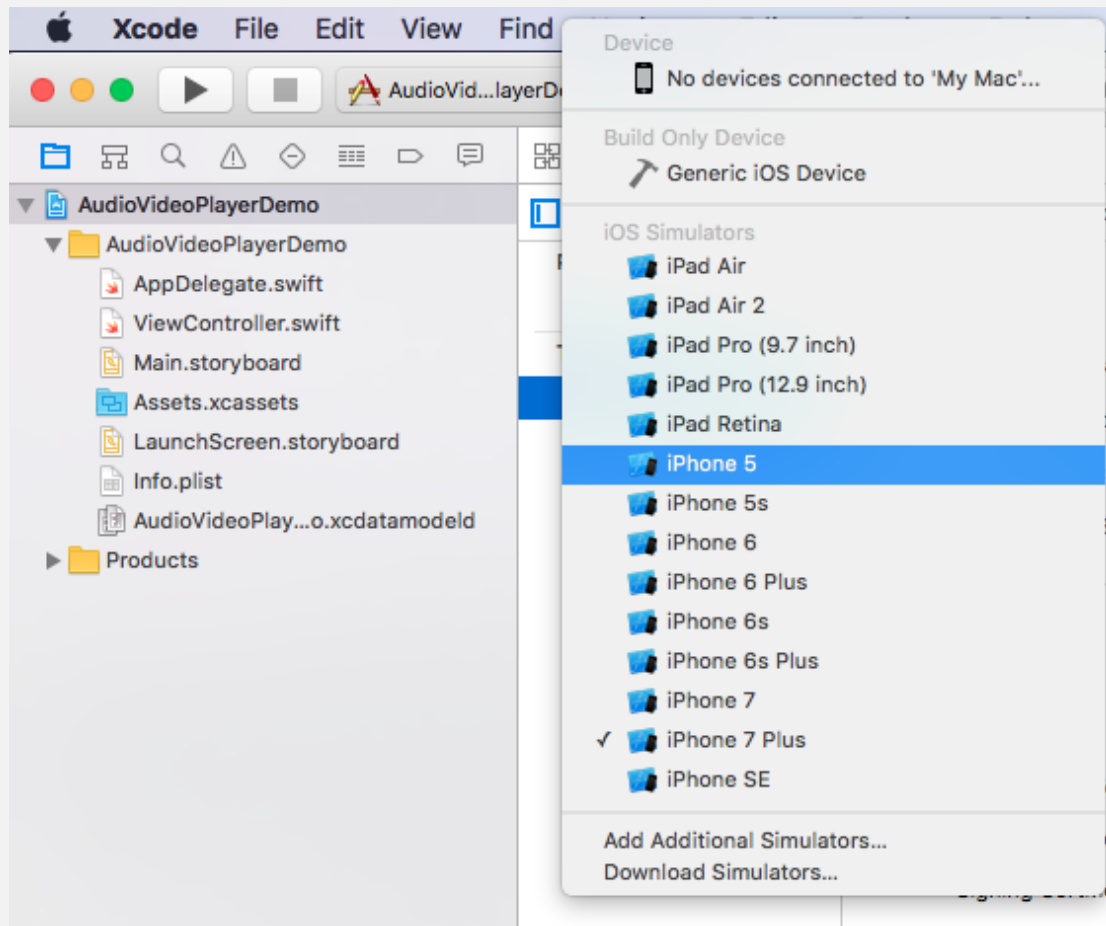 Xcode File Edit View Find
AudioVid...layerD
AudioVideoPlayerDemo
AudioVideoPlayerDemo
AppDelegate.swift
ViewController.swift
Main.storyboard
Assets.xcassets
LaunchScreen.storyboard
Info.plist
AudioVideoPlay...o.xcdatamodeld
Products
Device
No devices connected to 'My Mac'...
Build Only Device
Generic iOS Device
iOS Simulators
iPad Air
iPad Air 2
iPad Pro (9.7 inch)
iPad Pro (12.9 inch)
iPad Retina
iPhone 5
iPhone 5s
iPhone 6
iPhone 6 Plus
iPhone 6s
iPhone 6s Plus
iPhone 7
✓ iPhone 7 Plus
iPhone SE
Add Additional Simulators...
Download Simulators...